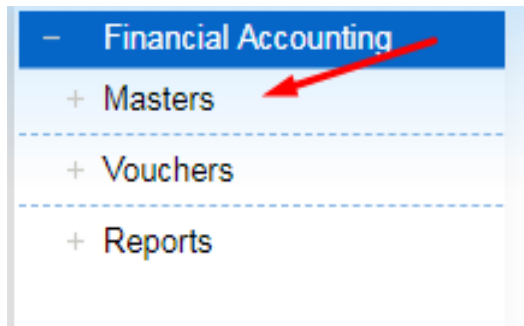 − Financial Accounting
+ Masters
+ Vouchers
+ Reports